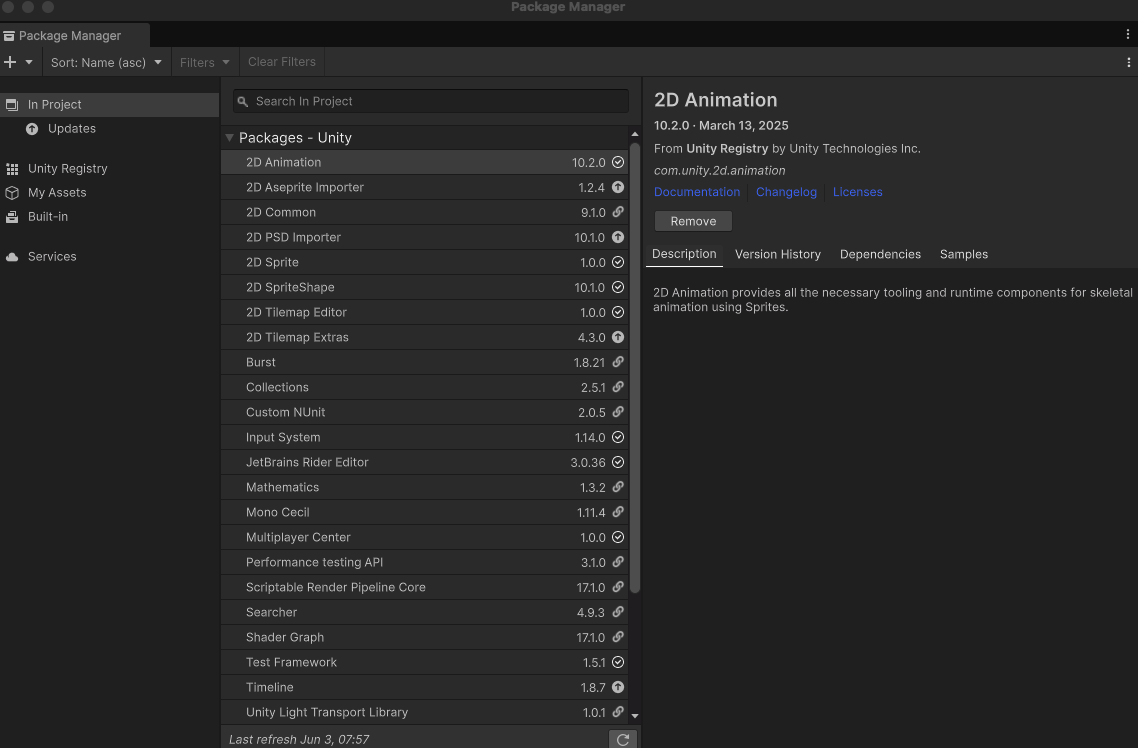 Package Manager
Package Manager
Sort: Name (asc)
Filters
Clear Filters
In Project
Updates
Unity Registry
My Assets
Built-in
Services
Search In Project
Packages - Unity
2D Animation 10.2.0
2D Aseprite Importer 1.2.4
2D Common 9.1.0
2D PSD Importer 10.1.0
2D Sprite 1.0.0
2D SpriteShape 10.1.0
2D Tilemap Editor 1.0.0
2D Tilemap Extras 4.3.0
Burst 1.8.21
Collections 2.5.1
Custom NUnit 2.0.5
Input System 1.14.0
JetBrains Rider Editor 3.0.36
Mathematics 1.3.2
Mono Cecil 1.11.4
Multiplayer Center 1.0.0
Performance testing API 3.1.0
Scriptable Render Pipeline Core 17.1.0
Searcher 4.9.3
Shader Graph 17.1.0
Test Framework 1.5.1
Timeline 1.8.7
Unity Light Transport Library 1.0.1
Last refresh Jun 3, 07:57
2D Animation
10.2.0 · March 13, 2025
From Unity Registry by Unity Technologies Inc.
com.unity.2d.animation
Documentation Changelog Licenses
Remove
Description Version History Dependencies Samples
2D Animation provides all the necessary tooling and runtime components for skeletal
animation using Sprites.